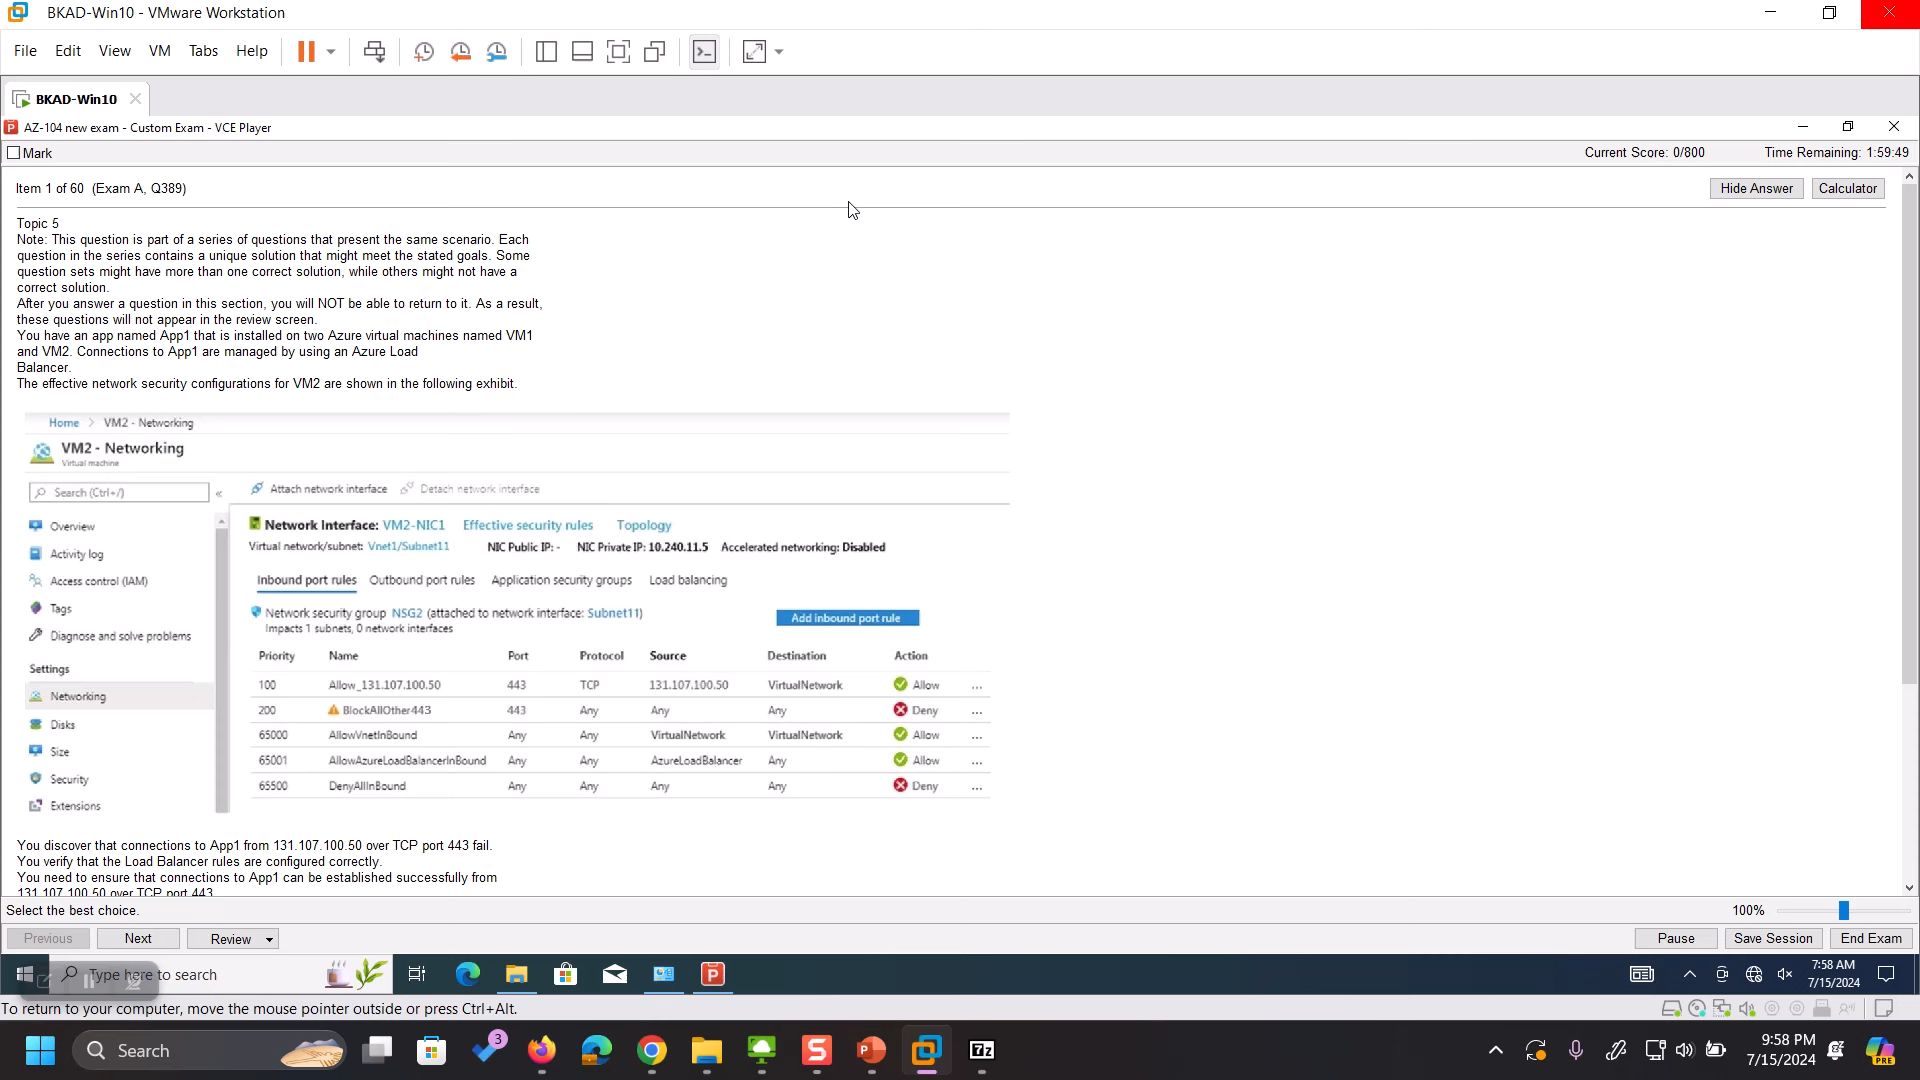 BKAD-Win10 - VMware Workstation
File Edit View VM Tabs Help
BKAD-Win10
AZ-104 new exam - Custom Exam - VCE Player
Mark Current Score: 0/800 Time Remaining: 1:59:49
Item 1 of 60 (Exam A, Q389) Hide Answer Calculator
Topic 5
Note: This question is part of a series of questions that present the same scenario. Each
question in the series contains a unique solution that might meet the stated goals. Some
question sets might have more than one correct solution, while others might not have a
correct solution.
After you answer a question in this section, you will NOT be able to return to it. As a result,
these questions will not appear in the review screen.
You have an app named App1 that is installed on two Azure virtual machines named VM1
and VM2. Connections to App1 are managed by using an Azure Load
Balancer.
The effective network security configurations for VM2 are shown in the following exhibit.
Home > VM2 - Networking
VM2 - Networking
Virtual machine
Search (Ctrl+/) « Attach network interface Detach network interface
Overview
Activity log
Access control (IAM)
Tags
Diagnose and solve problems
Settings
Networking
Disks
Size
Security
Extensions
Network Interface: VM2-NIC1 Effective security rules Topology
Virtual network/subnet: Vnet1/Subnet11 NIC Public IP: - NIC Private IP: 10.240.11.5 Accelerated networking: Disabled
Inbound port rules Outbound port rules Application security groups Load balancing
Network security group NSG2 (attached to network interface: Subnet11)
Impacts 1 subnets, 0 network interfaces
Add inbound port rule
Priority Name Port Protocol Source Destination Action
100 Allow_131.107.100.50 443 TCP 131.107.100.50 VirtualNetwork Allow ...
200 BlockAllOther443 443 Any Any Any Deny ...
65000 AllowVnetInBound Any Any VirtualNetwork VirtualNetwork Allow ...
65001 AllowAzureLoadBalancerInBound Any Any AzureLoadBalancer Any Allow ...
65500 DenyAllInBound Any Any Any Any Deny ...
You discover that connections to App1 from 131.107.100.50 over TCP port 443 fail.
You verify that the Load Balancer rules are configured correctly.
You need to ensure that connections to App1 can be established successfully from
131.107.100.50 over TCP port 443.
Select the best choice. 100%
Previous Next Review Pause Save Session End Exam
Type here to search
7:58 AM
7/15/2024
To return to your computer, move the mouse pointer outside or press Ctrl+Alt.
Search 3 7z
9:58 PM
7/15/2024
PRE